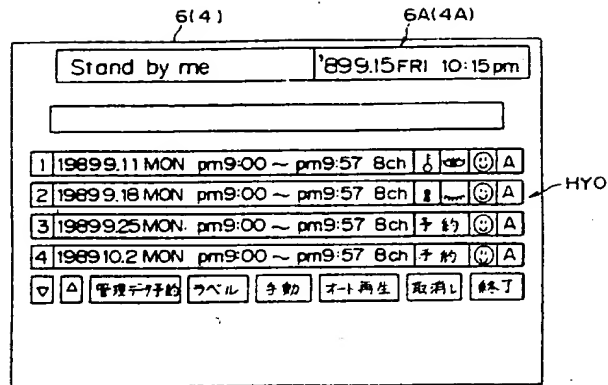 6(4) 6A(4A)
Stand by me '89 9.15 FRI 10:15 pm
1 1989 9.11 MON pm9:00 ~ pm9:57 8ch A
2 1989 9.18 MON pm9:00 ~ pm9:57 8ch A
HYO
3 1989 9.25 MON. pm9:00 ~ pm9:57 8ch 予約 A
4 1989 10.2 MON pm9:00 ~ pm9:57 8ch 予約 A
▽ △ 管理データ予約 ラベル 手動 オート再生 取消し 終了